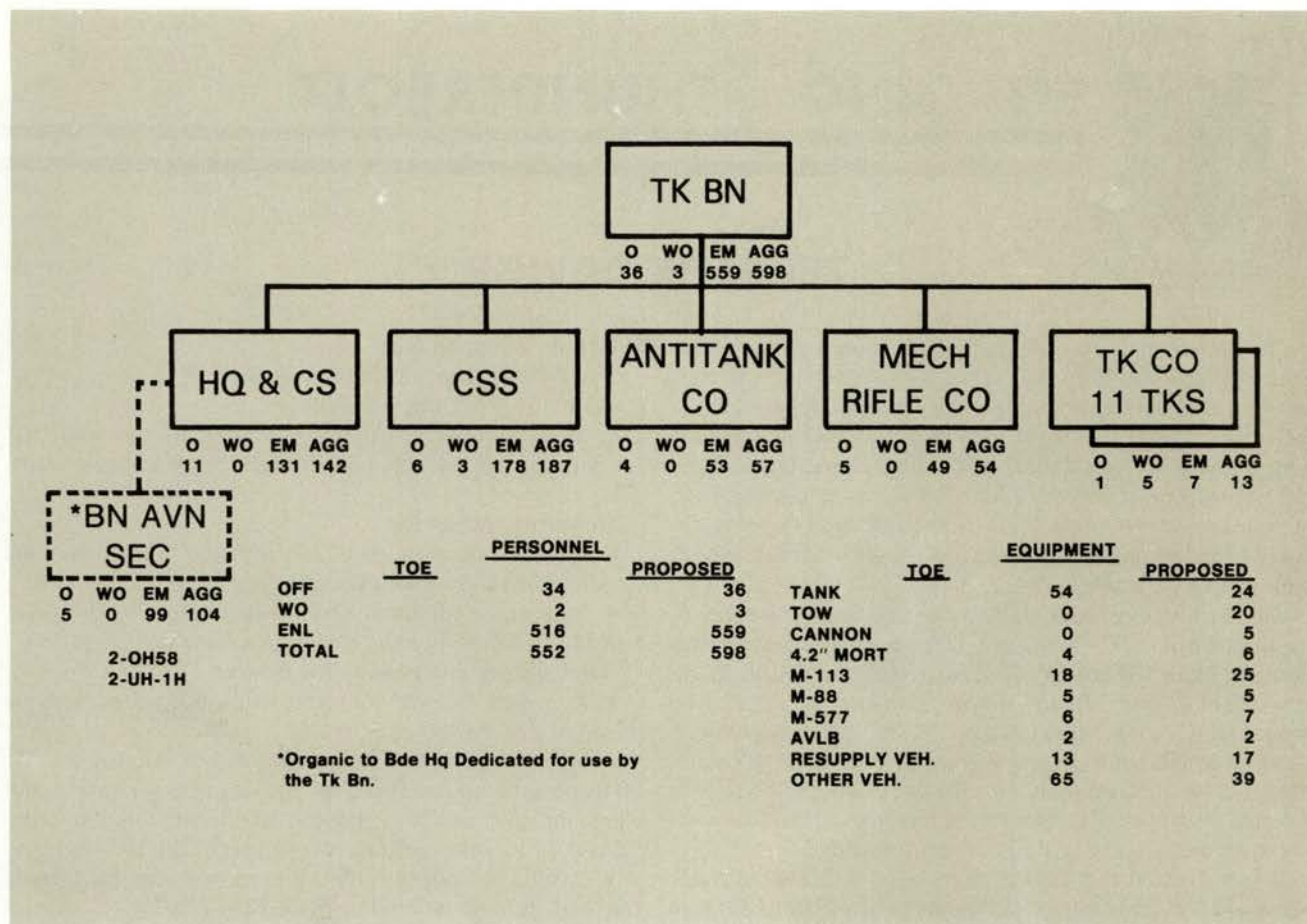 TK BN
O WO EM AGG
36 3 559 598
HQ & CS
O WO EM AGG
11 0 131 142
CSS
O WO EM AGG
6 3 178 187
ANTITANK
CO
O WO EM AGG
4 0 53 57
MECH
RIFLE CO
O WO EM AGG
5 0 49 54
TK CO
11 TKS
O WO EM AGG
1 5 7 13
*BN AVN
SEC
O WO EM AGG
5 0 99 104
2-OH58
2-UH-1H
PERSONNEL
TOE PROPOSED
OFF 34 36
WO 2 3
ENL 516 559
TOTAL 552 598
*Organic to Bde Hq Dedicated for use by
the Tk Bn.
EQUIPMENT
TOE PROPOSED
TANK 54 24
TOW 0 20
CANNON 0 5
4.2" MORT 4 6
M-113 18 25
M-88 5 5
M-577 6 7
AVLB 2 2
RESUPPLY VEH. 13 17
OTHER VEH. 65 39